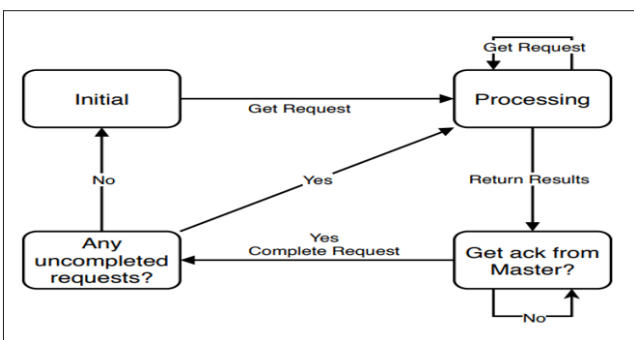 Get Request
Initial
Processing
Get Request
No
Yes
Return Results
Any
uncompleted
requests?
Yes
Complete Request
Get ack from
Master?
No